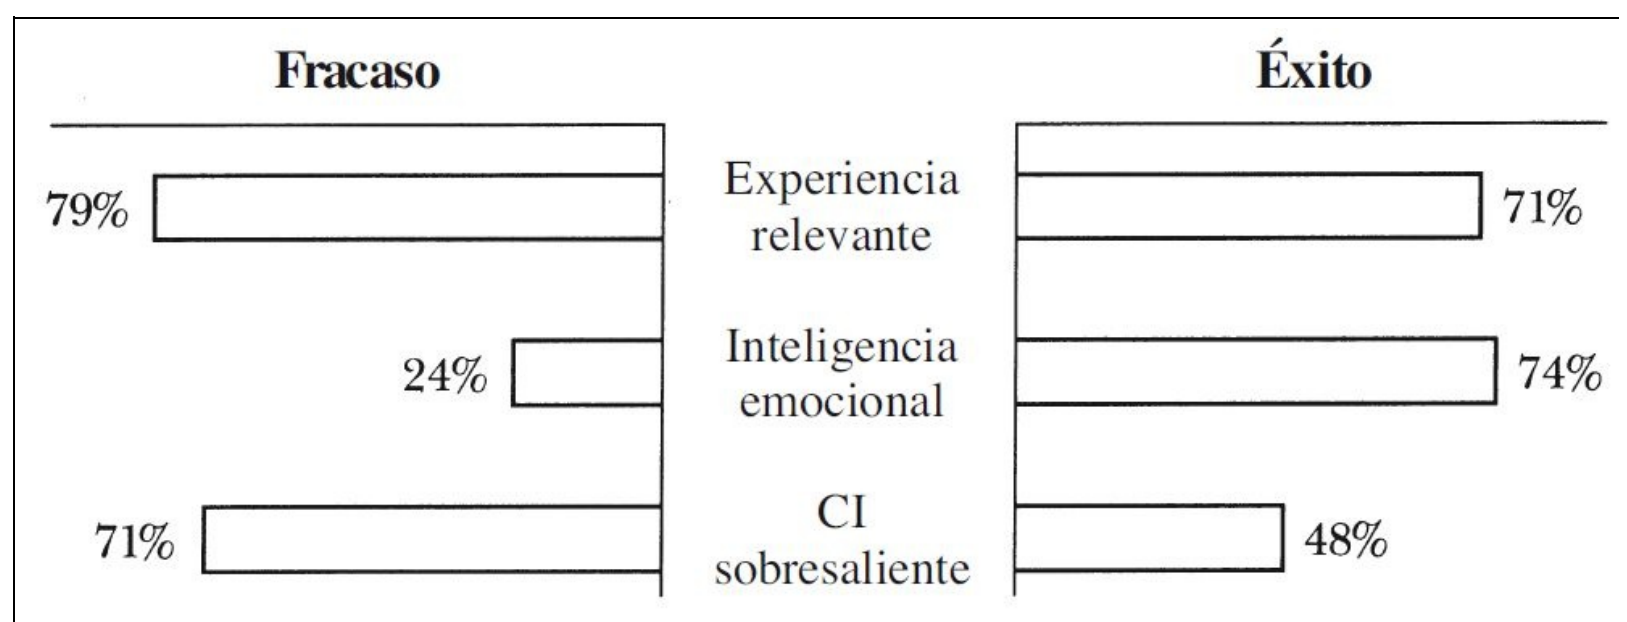 Fracaso
Éxito
79%
Experiencia
relevante
71%
24%
Inteligencia
emocional
74%
71%
CI
sobresaliente
48%